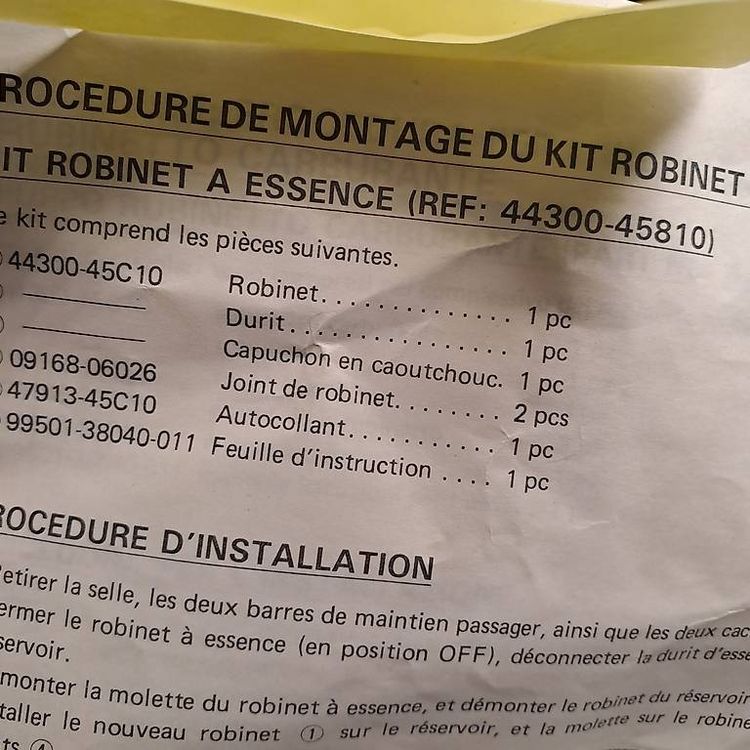 ROCEDURE DE MONTAGE DU KIT ROBINET
IT ROBINET A ESSENCE (REF: 44300-45810)
e kit comprend les pièces suivantes.
44300-45C10 Robinet.............. 1 pc
Durit................. 1 pc
Capuchon en caoutchouc. 1 pc
09168-06026 Joint de robinet........ 2 pcs
47913-45C10 Autocollant........... 1 pc
99501-38040-011 Feuille d'instruction .... 1 pc
ROCEDURE D'INSTALLATION
etirer la selle, les deux barres de maintien passager, ainsi que les deux cac
ermer le robinet à essence (en position OFF), déconnecter la durit d'esse
servoir.
monter la molette du robinet à essence, et démonter le robinet du réservoir
taller le nouveau robinet ① sur le réservoir, et la molette sur le robine
ts ④